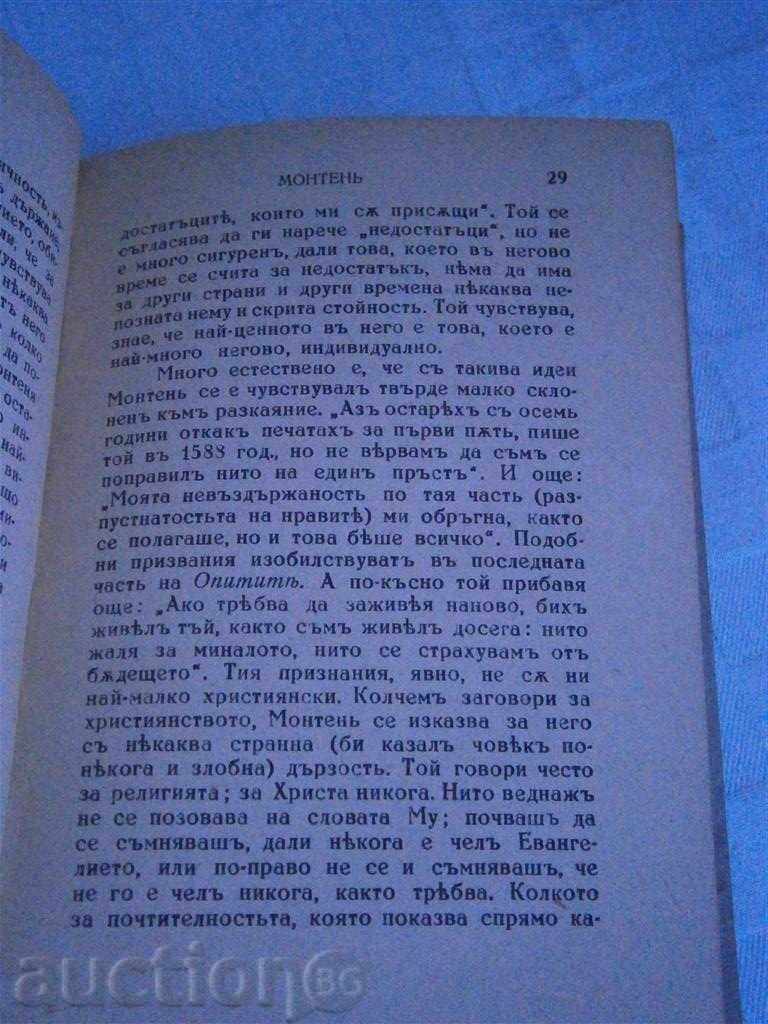 МОНТЕНЬ 29
достатъцитѣ, които ми сѫ присѫщи“. Той се
съгласява да ги нарече „недостатъци“, но не
е много сигуренъ, дали това, което въ негово
време се счита за недостатъкъ, нѣма да има
за други страни и други времена нѣкаква не-
позната нему и скрита стойность. Той чувствува,
знае, че най-ценното въ него е това, което е
най-много негово, индивидуално.
Много естествено е, че съ такива идеи
Монтень се е чувствувалъ твърде малко скло-
ненъ къмъ разкаяние. „Азъ остарѣхъ съ осемь
години откакъ печатахъ за първи пѫть, пише
той въ 1588 год., но не вѣрвамъ да съмъ се
поправилъ нито на единъ пръстъ“. И още:
„Моята невъздържаность по тая часть (раз-
пустнатостьта на нравитѣ) ми обръгна, както
се полагаше, но и това бѣше всичко“. Подоб-
ни призвания изобилствуватъ въ последната
часть на Опититѣ. А по-късно той прибавя
още: „Ако трѣбва да заживѣя наново, бихъ
живѣлъ тъй, както съмъ живѣлъ досега: нито
жаля за миналото, нито се страхувамъ отъ
бѫдещето“. Тия признания, явно, не сѫ ни
най-малко християнски. Колчемъ заговори за
християнството, Монтень се изказва за него
съ нѣкаква странна (би казалъ човѣкъ по-
нѣкога и злобна) дързость. Той говори често
за религията; за Христа никога. Нито веднажъ
не се позовава на словата Му; почвашъ да
се съмнявашъ, дали нѣкога е челъ Еванге-
лието, или по-право не се и съмнявашъ, че
не го е челъ никога, както трѣбва. Колкото
за почтителностьта, която показва спрямо ка-
auction BG